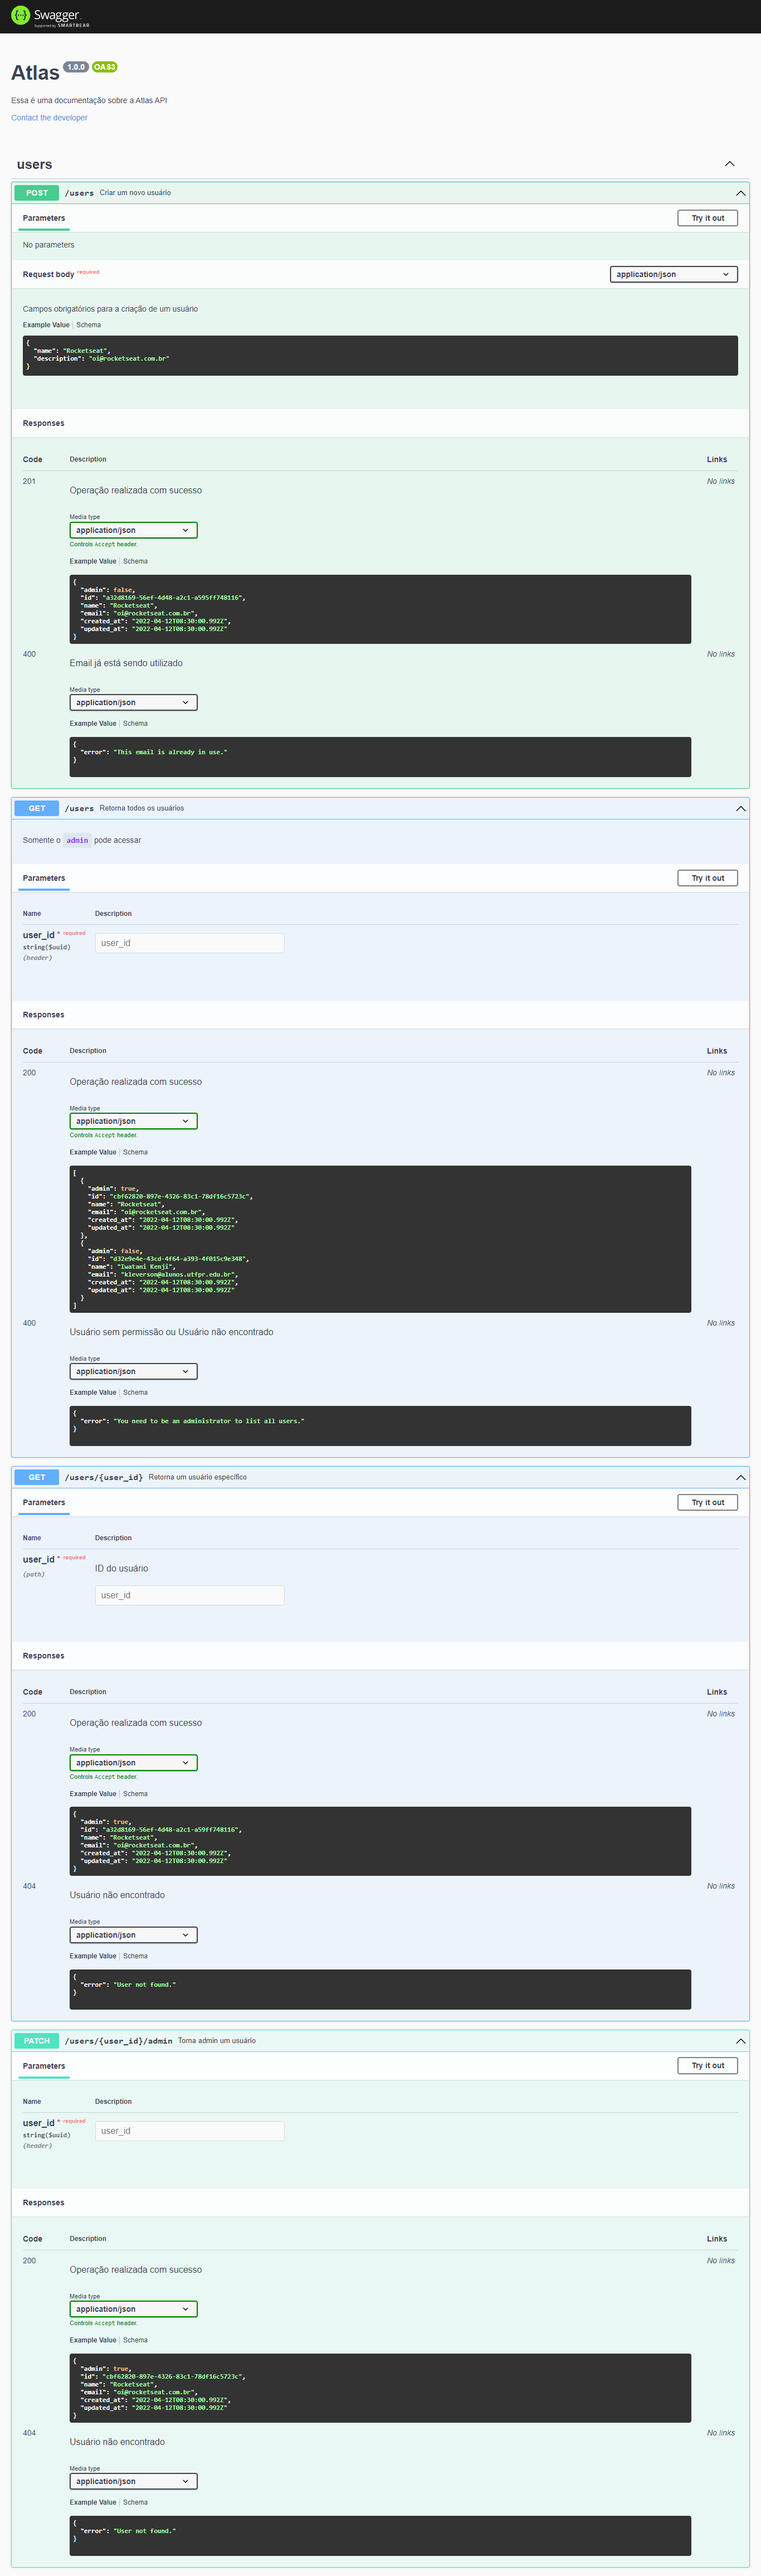 Swagger
Supported by SMARTBEAR
Atlas 1.0.0 OAS3
Essa é uma documentação sobre a Atlas API
Contact the developer
users
POST /users Criar um novo usuário
Parameters Try it out
No parameters
Request body required application/json
Campos obrigatórios para a criação de um usuário
Example Value Schema
{
"name": "Rocketseat",
"description": "oi@rocketseat.com.br"
}
Responses
Code Description Links
201 Operação realizada com sucesso No links
Media type
application/json
Controls Accept header.
Example Value Schema
{
"admin": false,
"id": "a32d8169-56ef-4d48-a2c1-a595ff748116",
"name": "Rocketseat",
"email": "oi@rocketseat.com.br",
"created_at": "2022-04-12T08:30:00.992Z",
"updated_at": "2022-04-12T08:30:00.992Z"
}
400 Email já está sendo utilizado No links
Media type
application/json
Example Value Schema
{
"error": "This email is already in use."
}
GET /users Retorna todos os usuários
Somente o admin pode acessar
Parameters Try it out
Name Description
user_id * required user_id
string($uuid)
(header)
Responses
Code Description Links
200 Operação realizada com sucesso No links
Media type
application/json
Controls Accept header.
Example Value Schema
[
{
"admin": true,
"id": "cbf62820-897e-4326-83c1-78df16c5723c",
"name": "Rocketseat",
"email": "oi@rocketseat.com.br",
"created_at": "2022-04-12T08:30:00.992Z",
"updated_at": "2022-04-12T08:30:00.992Z"
},
{
"admin": false,
"id": "d32e9e4e-43cd-4f64-a393-4f015c9e348",
"name": "Iwatani Kenji",
"email": "kleverson@alunos.utfpr.edu.br",
"created_at": "2022-04-12T08:30:00.992Z",
"updated_at": "2022-04-12T08:30:00.992Z"
}
]
400 Usuário sem permissão ou Usuário não encontrado No links
Media type
application/json
Example Value Schema
{
"error": "You need to be an administrator to list all users."
}
GET /users/{user_id} Retorna um usuário específico
Parameters Try it out
Name Description
user_id * required ID do usuário
(path)
user_id
Responses
Code Description Links
200 Operação realizada com sucesso No links
Media type
application/json
Controls Accept header.
Example Value Schema
{
"admin": true,
"id": "a32d8169-56ef-4d48-a2c1-a59ff748116",
"name": "Rocketseat",
"email": "oi@rocketseat.com.br",
"created_at": "2022-04-12T08:30:00.992Z",
"updated_at": "2022-04-12T08:30:00.992Z"
}
404 Usuário não encontrado No links
Media type
application/json
Example Value Schema
{
"error": "User not found."
}
PATCH /users/{user_id}/admin Torna admin um usuário
Parameters Try it out
Name Description
user_id * required user_id
string($uuid)
(header)
Responses
Code Description Links
200 Operação realizada com sucesso No links
Media type
application/json
Controls Accept header.
Example Value Schema
{
"admin": true,
"id": "cbf62820-897e-4326-83c1-78df16c5723c",
"name": "Rocketseat",
"email": "oi@rocketseat.com.br",
"created_at": "2022-04-12T08:30:00.992Z",
"updated_at": "2022-04-12T08:30:00.992Z"
}
404 Usuário não encontrado No links
Media type
application/json
Example Value Schema
{
"error": "User not found."
}